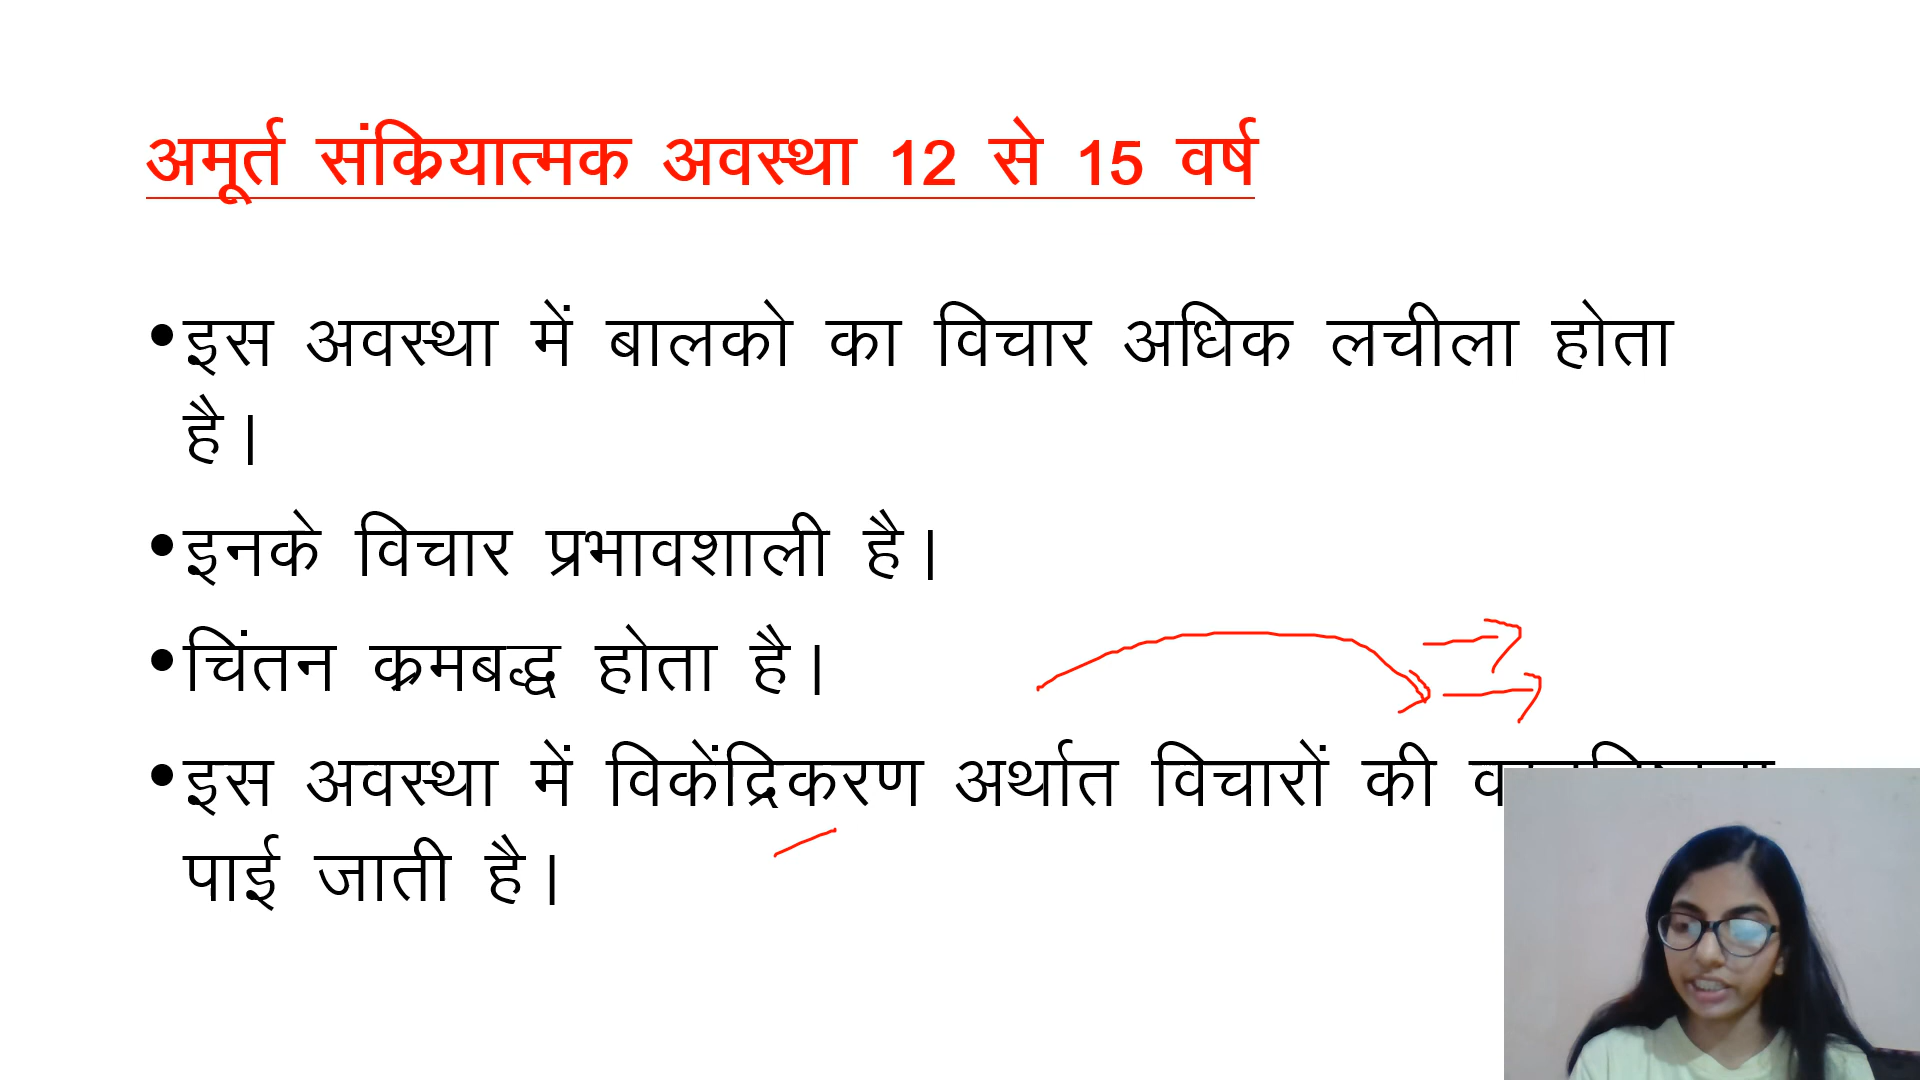 अमूर्त संक्रियात्मक अवस्था 12 से 15 वर्ष
•इस अवस्था में बालको का विचार अधिक लचीला होता
है।
•इनके विचार प्रभावशाली है।
•चिंतन क्रमबद्ध होता है।
•इस अवस्था में विकेंद्रिकरण अर्थात विचारों की
पाई जाती है।